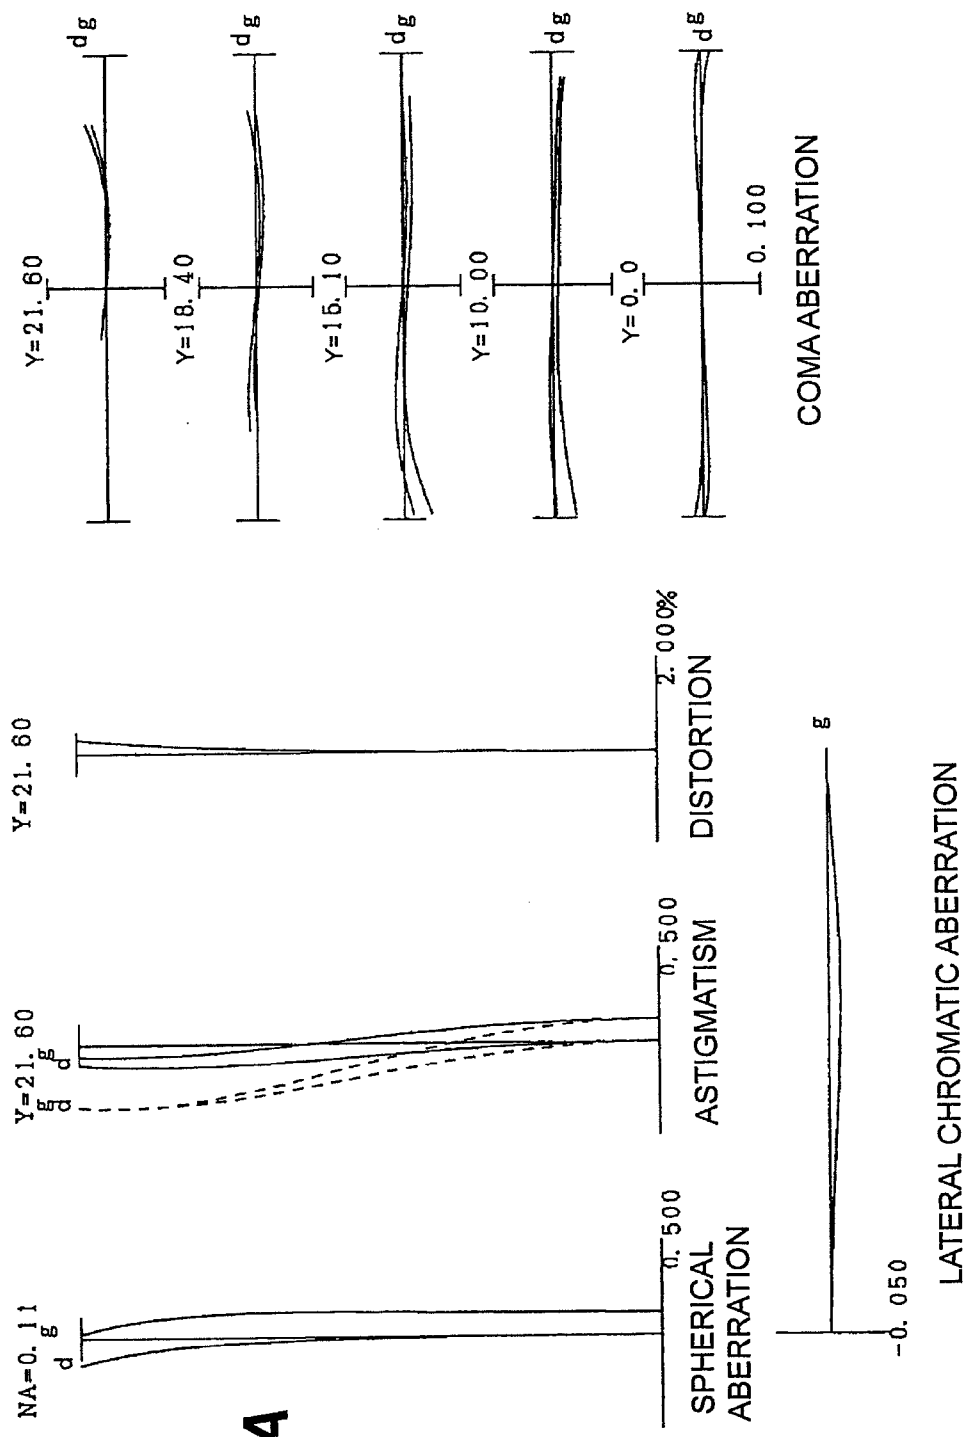 A
NA=0. 11
d
g
0. 500
SPHERICAL
ABERRATION
Y=21. 60
g
d
g
d
0. 500
ASTIGMATISM
Y=21. 60
2. 000%
DISTORTION
Y=21. 60
d g
Y=18. 40
d g
Y=15. 10
d g
Y=10. 00
d g
Y=0. 0
d g
0. 100
COMA ABERRATION
g
-0. 050
LATERAL CHROMATIC ABERRATION